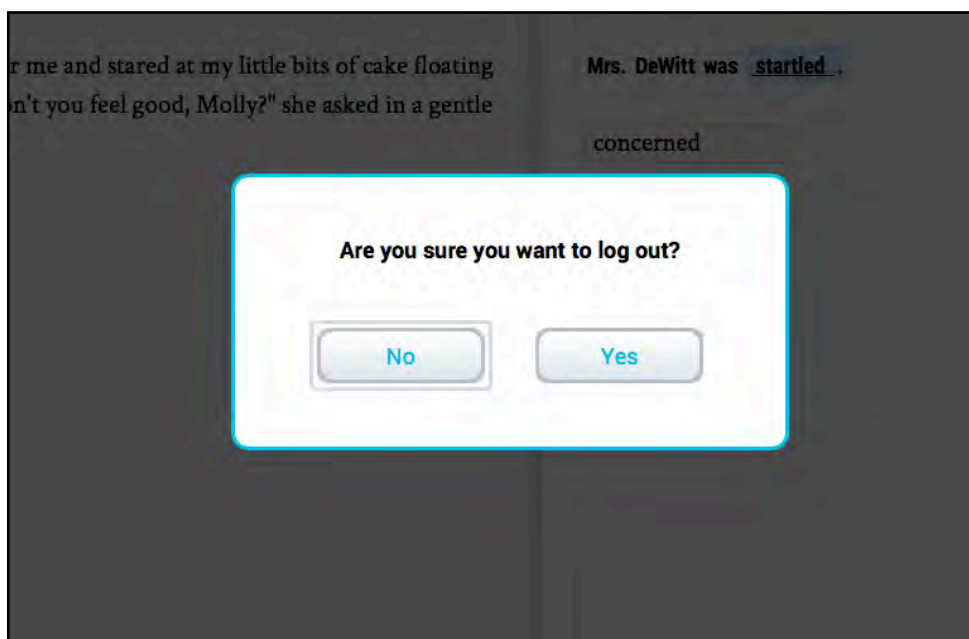 r me and stared at my little bits of cake floating
n't you feel good, Molly?" she asked in a gentle
Mrs. DeWitt was startled .
concerned
Are you sure you want to log out?
No
Yes